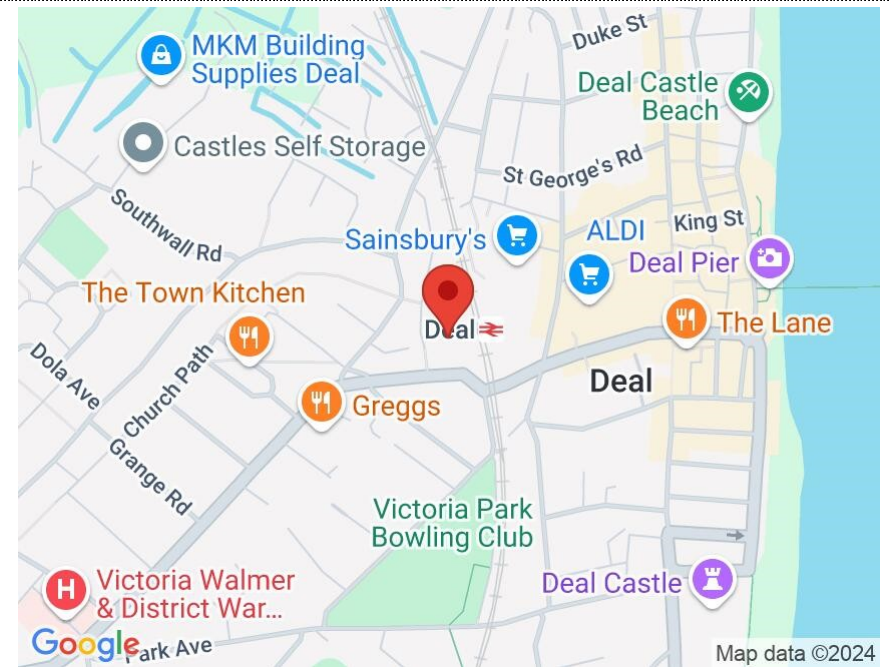 Duke St
MKM Building
Supplies Deal
Deal Castle
Beach
Castles Self Storage
St George's Rd
Southwall Rd
King St
Sainsbury's
ALDI
Deal Pier
The Town Kitchen
Deal
The Lane
Dola Ave
Church Path
Deal
Greggs
Grange Rd
Victoria Park
Bowling Club
H
Victoria Walmer
& District War...
Deal Castle
Google
Park Ave
Map data ©2024